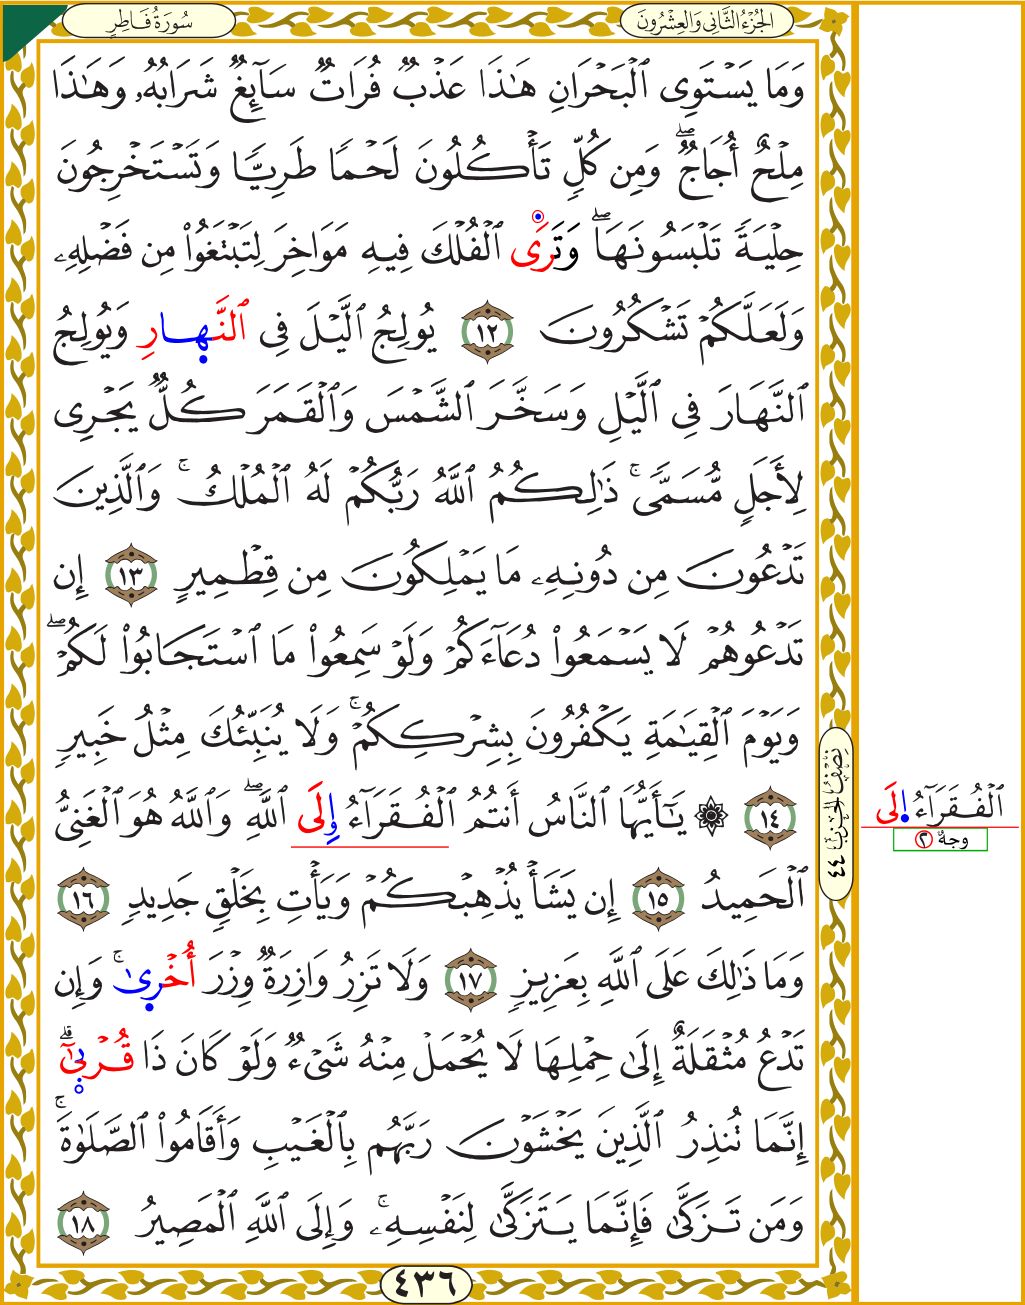 سُورَةُ فَاطِرٍ
الجُزْءُ الثَّانِي وَالعِشْرُونَ
وَمَا يَسْتَوِى ٱلْبَحْرَانِ هَٰذَا عَذْبٌ فُرَاتٌ سَآئِغٌ شَرَابُهُۥ وَهَٰذَا
مِلْحٌ أُجَاجٌ ۖ وَمِن كُلٍّ تَأْكُلُونَ لَحْمًا طَرِيًّا وَتَسْتَخْرِجُونَ
حِلْيَةً تَلْبَسُونَهَا ۖ وَتَرَى ٱلْفُلْكَ فِيهِ مَوَاخِرَ لِتَبْتَغُوا۟ مِن فَضْلِهِۦ
وَلَعَلَّكُمْ تَشْكُرُونَ ١٢ يُولِجُ ٱلَّيْلَ فِى ٱلنَّهِارِ وَيُولِجُ
ٱلنَّهَارَ فِى ٱلَّيْلِ وَسَخَّرَ ٱلشَّمْسَ وَٱلْقَمَرَ كُلٌّ يَجْرِى
لِأَجَلٍ مُّسَمًّى ۚ ذَٰلِكُمُ ٱللَّهُ رَبُّكُمْ لَهُ ٱلْمُلْكُ ۚ وَٱلَّذِينَ
تَدْعُونَ مِن دُونِهِۦ مَا يَمْلِكُونَ مِن قِطْمِيرٍ ١٣ إِن
تَدْعُوهُمْ لَا يَسْمَعُوا۟ دُعَآءَكُمْ وَلَوْ سَمِعُوا۟ مَا ٱسْتَجَابُوا۟ لَكُمْ ۖ
وَيَوْمَ ٱلْقِيَٰمَةِ يَكْفُرُونَ بِشِرْكِكُمْ ۚ وَلَا يُنَبِّئُكَ مِثْلُ خَبِيرٍ
١٤ ۞ يَٰٓأَيُّهَا ٱلنَّاسُ أَنتُمُ ٱلْفُقَرَآءُ وِلَى ٱللَّهِ ۖ وَٱللَّهُ هُوَ ٱلْغَنِىُّ
ٱلْحَمِيدُ ١٥ إِن يَشَأْ يُذْهِبْكُمْ وَيَأْتِ بِخَلْقٍ جَدِيدٍ ١٦
وَمَا ذَٰلِكَ عَلَى ٱللَّهِ بِعَزِيزٍ ١٧ وَلَا تَزِرُ وَازِرَةٌ وِزْرَ أُخْرِىٰ ۚ وَإِن
تَدْعُ مُثْقَلَةٌ إِلَىٰ حِمْلِهَا لَا يُحْمَلْ مِنْهُ شَىْءٌ وَلَوْ كَانَ ذَا قُرْبِىٰٓ ۗ
إِنَّمَا تُنذِرُ ٱلَّذِينَ يَخْشَوْنَ رَبَّهُم بِٱلْغَيْبِ وَأَقَامُوا۟ ٱلصَّلَوٰةَ ۚ
وَمَن تَزَكَّىٰ فَإِنَّمَا يَتَزَكَّىٰ لِنَفْسِهِۦ ۚ وَإِلَى ٱللَّهِ ٱلْمَصِيرُ ١٨
نِصْفُ الحِزْبِ ٤٤
ٱلْفُقَرَآءُ اِلَى
وجهٌ ٢
٤٣٦